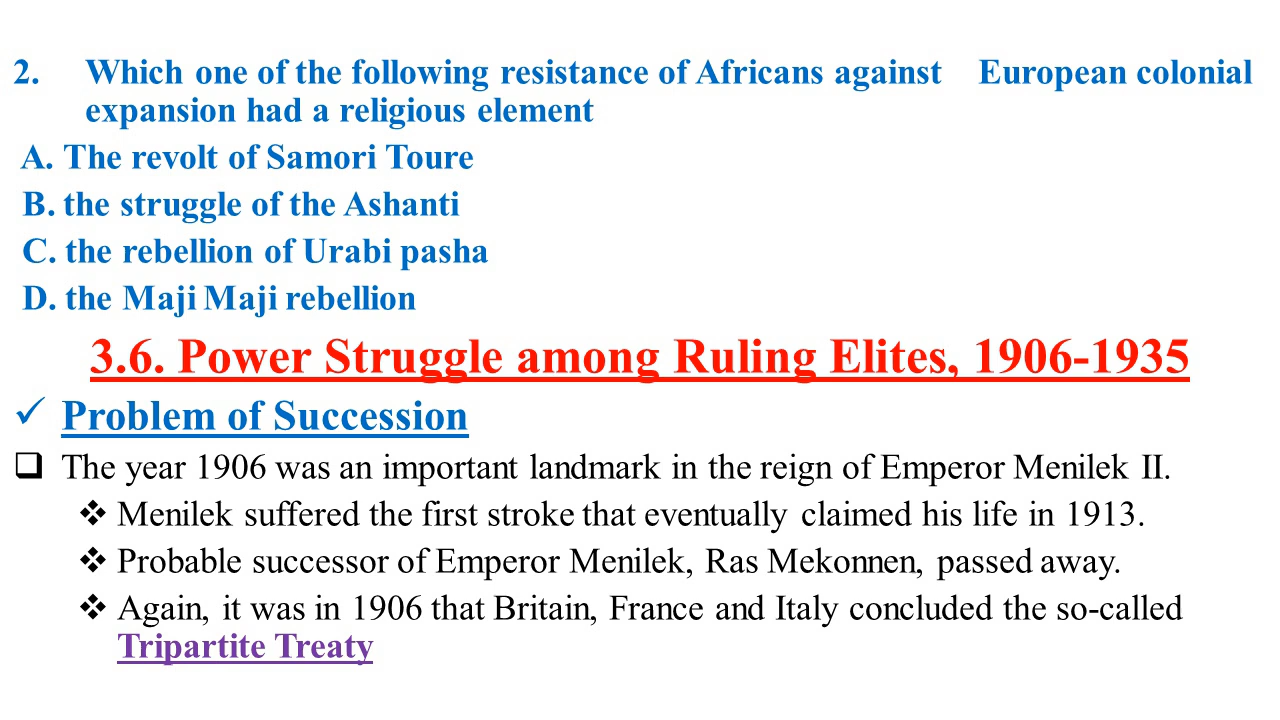 2. Which one of the following resistance of Africans against European colonial
expansion had a religious element
A. The revolt of Samori Toure
B. the struggle of the Ashanti
C. the rebellion of Urabi pasha
D. the Maji Maji rebellion
3.6. Power Struggle among Ruling Elites, 1906-1935
✓ Problem of Succession
❑ The year 1906 was an important landmark in the reign of Emperor Menilek II.
❖ Menilek suffered the first stroke that eventually claimed his life in 1913.
❖ Probable successor of Emperor Menilek, Ras Mekonnen, passed away.
❖ Again, it was in 1906 that Britain, France and Italy concluded the so-called
Tripartite Treaty